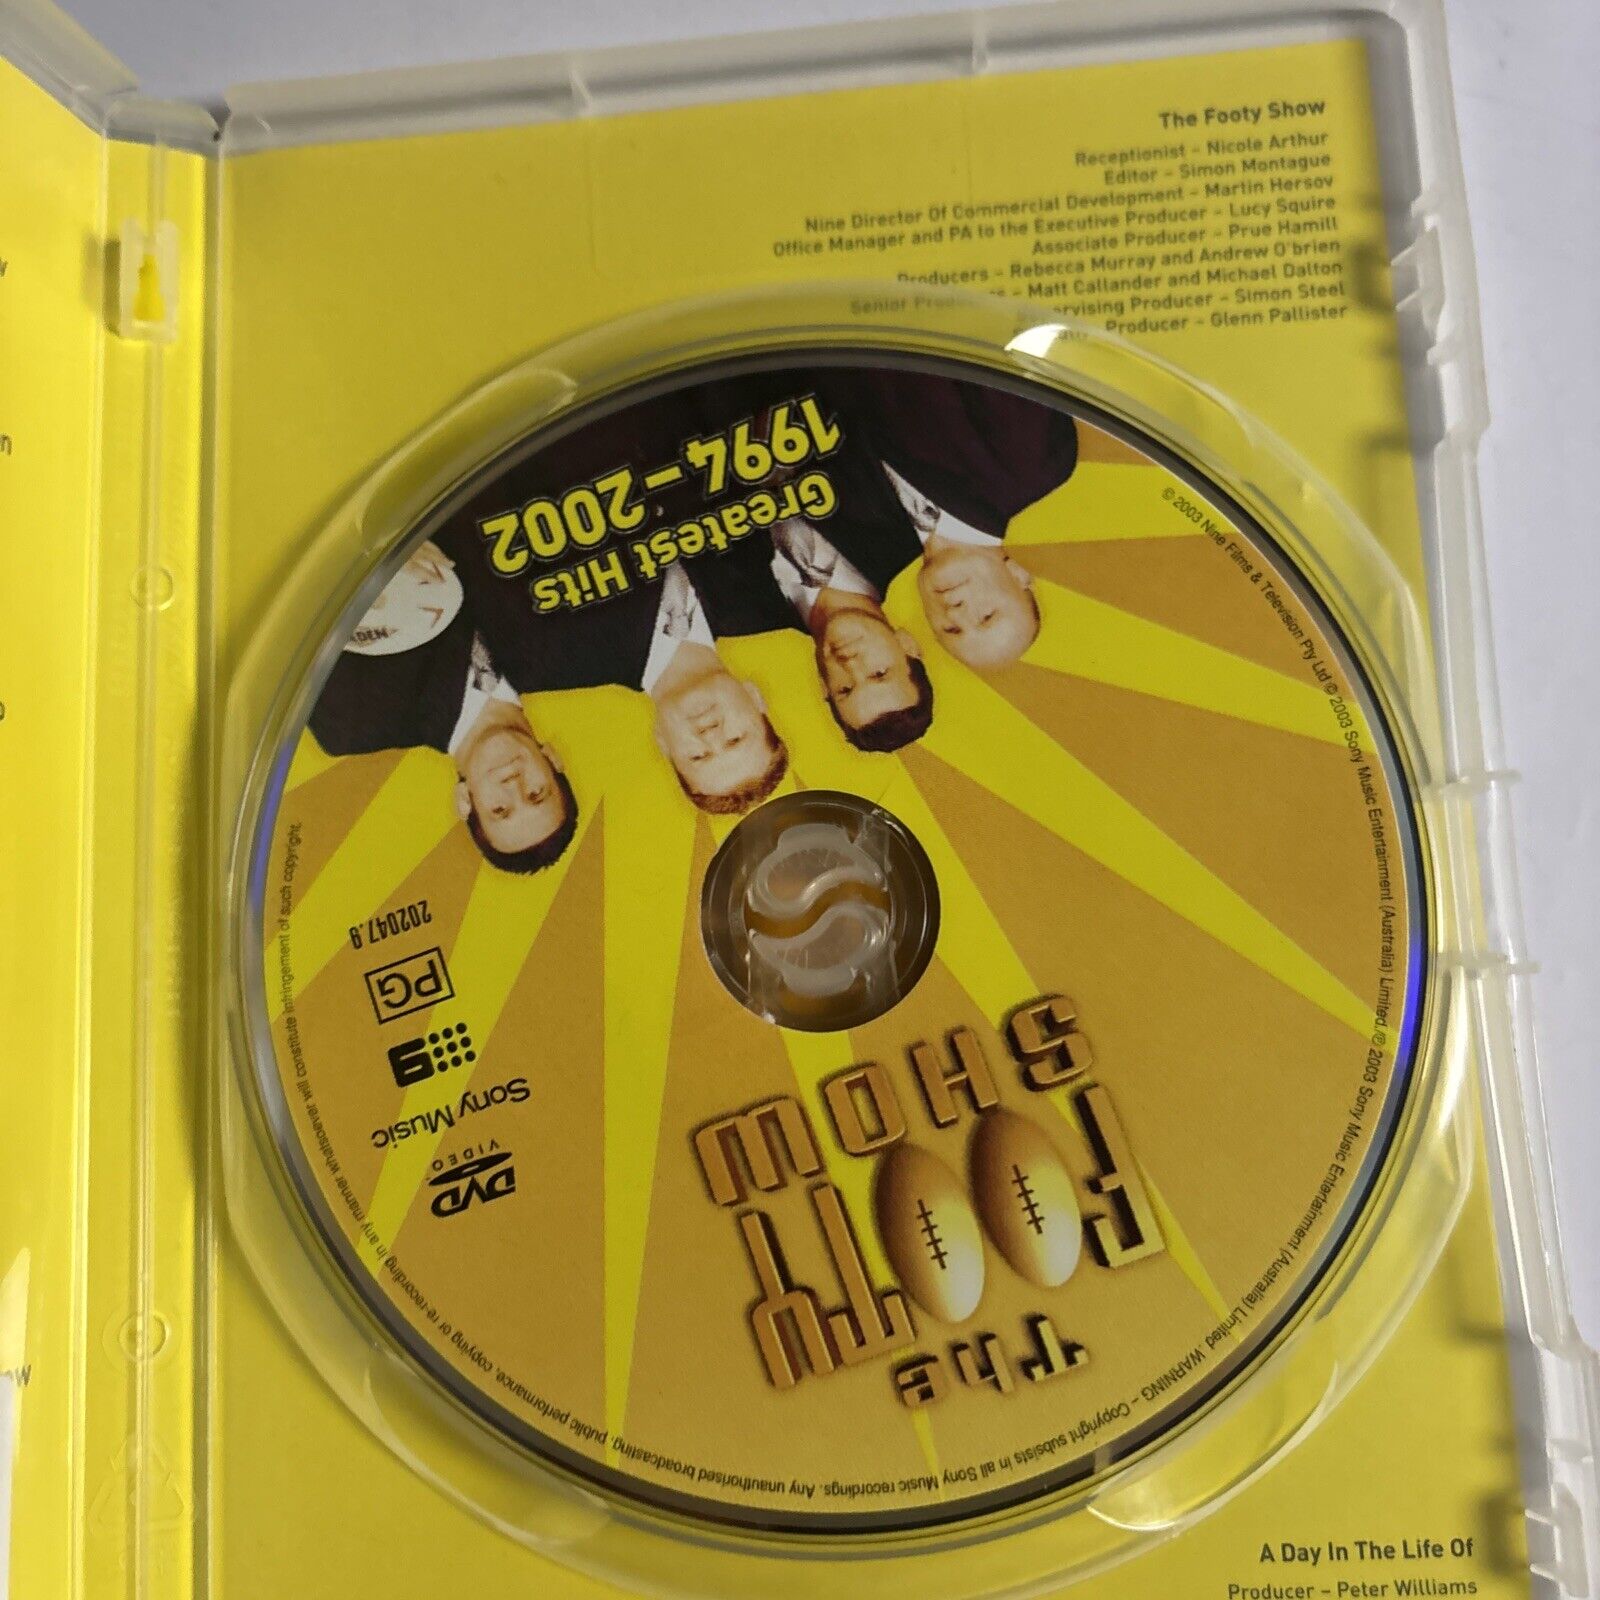 The Footy Show
Receptionist – Nicole Arthur
Editor – Simon Montague
Nine Director Of Commercial Development – Martin Hersov
Office Manager and PA to the Executive Producer – Lucy Squire
Associate Producer – Prue Hamill
Producers – Rebecca Murray and Andrew O'brien
Senior Producers – Matt Callander and Michael Dalton
Supervising Producer – Simon Steel
Producer – Glenn Pallister
The
FOOTY
SHOW
Greatest Hits
1994–2002
DVD
VIDEO
Sony Music
9
PG
202047.9
© 2003 Nine Films & Television Pty Ltd © 2003 Sony Music Entertainment (Australia) Limited. ℗ 2003 Sony Music Entertainment (Australia) Limited. WARNING – Copyright subsists in all Sony Music recordings. Any unauthorised broadcasting, public performance, copying or re-recording in any manner whatsoever will constitute infringement of such copyright.
A Day In The Life Of
Producer – Peter Williams